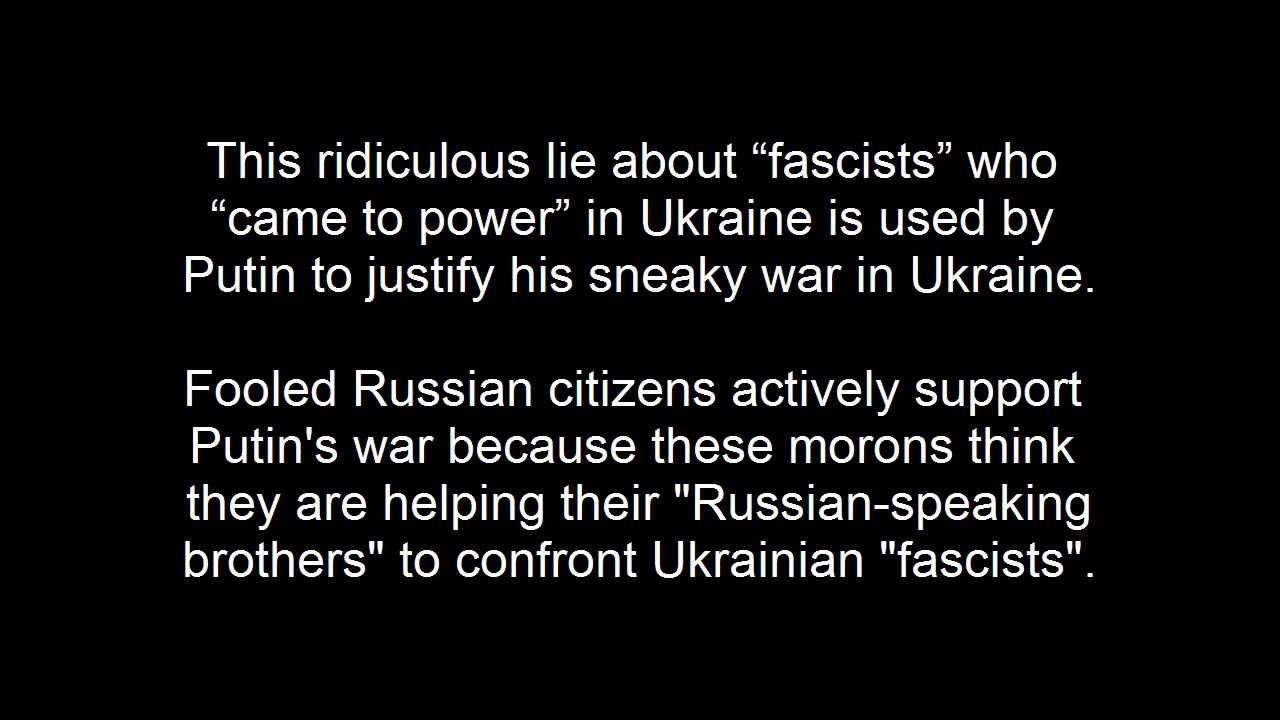 This ridiculous lie about “fascists” who
“came to power” in Ukraine is used by
Putin to justify his sneaky war in Ukraine.
Fooled Russian citizens actively support
Putin's war because these morons think
they are helping their "Russian-speaking
brothers" to confront Ukrainian "fascists".